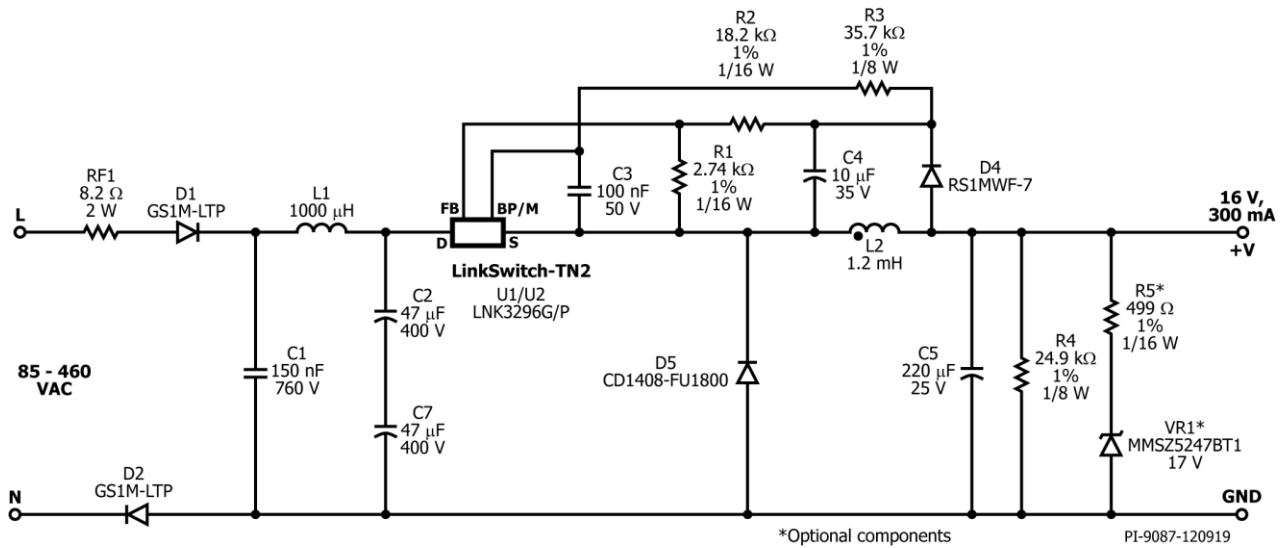 R2
18.2 kΩ
1%
1/16 W
R3
35.7 kΩ
1%
1/8 W
RF1
8.2 Ω
2 W
D1
GS1M-LTP
L1
1000 μH
FB
BP/M
D
S
C3
100 nF
50 V
R1
2.74 kΩ
1%
1/16 W
C4
10 μF
35 V
D4
RS1MWF-7
L
16 V,
300 mA
+V
LinkSwitch-TN2
U1/U2
LNK3296G/P
L2
1.2 mH
C2
47 μF
400 V
85 - 460
VAC
C1
150 nF
760 V
C7
47 μF
400 V
D5
CD1408-FU1800
C5
220 μF
25 V
R4
24.9 kΩ
1%
1/8 W
R5*
499 Ω
1%
1/16 W
VR1*
MMSZ5247BT1
17 V
D2
GS1M-LTP
N
GND
*Optional components
PI-9087-120919